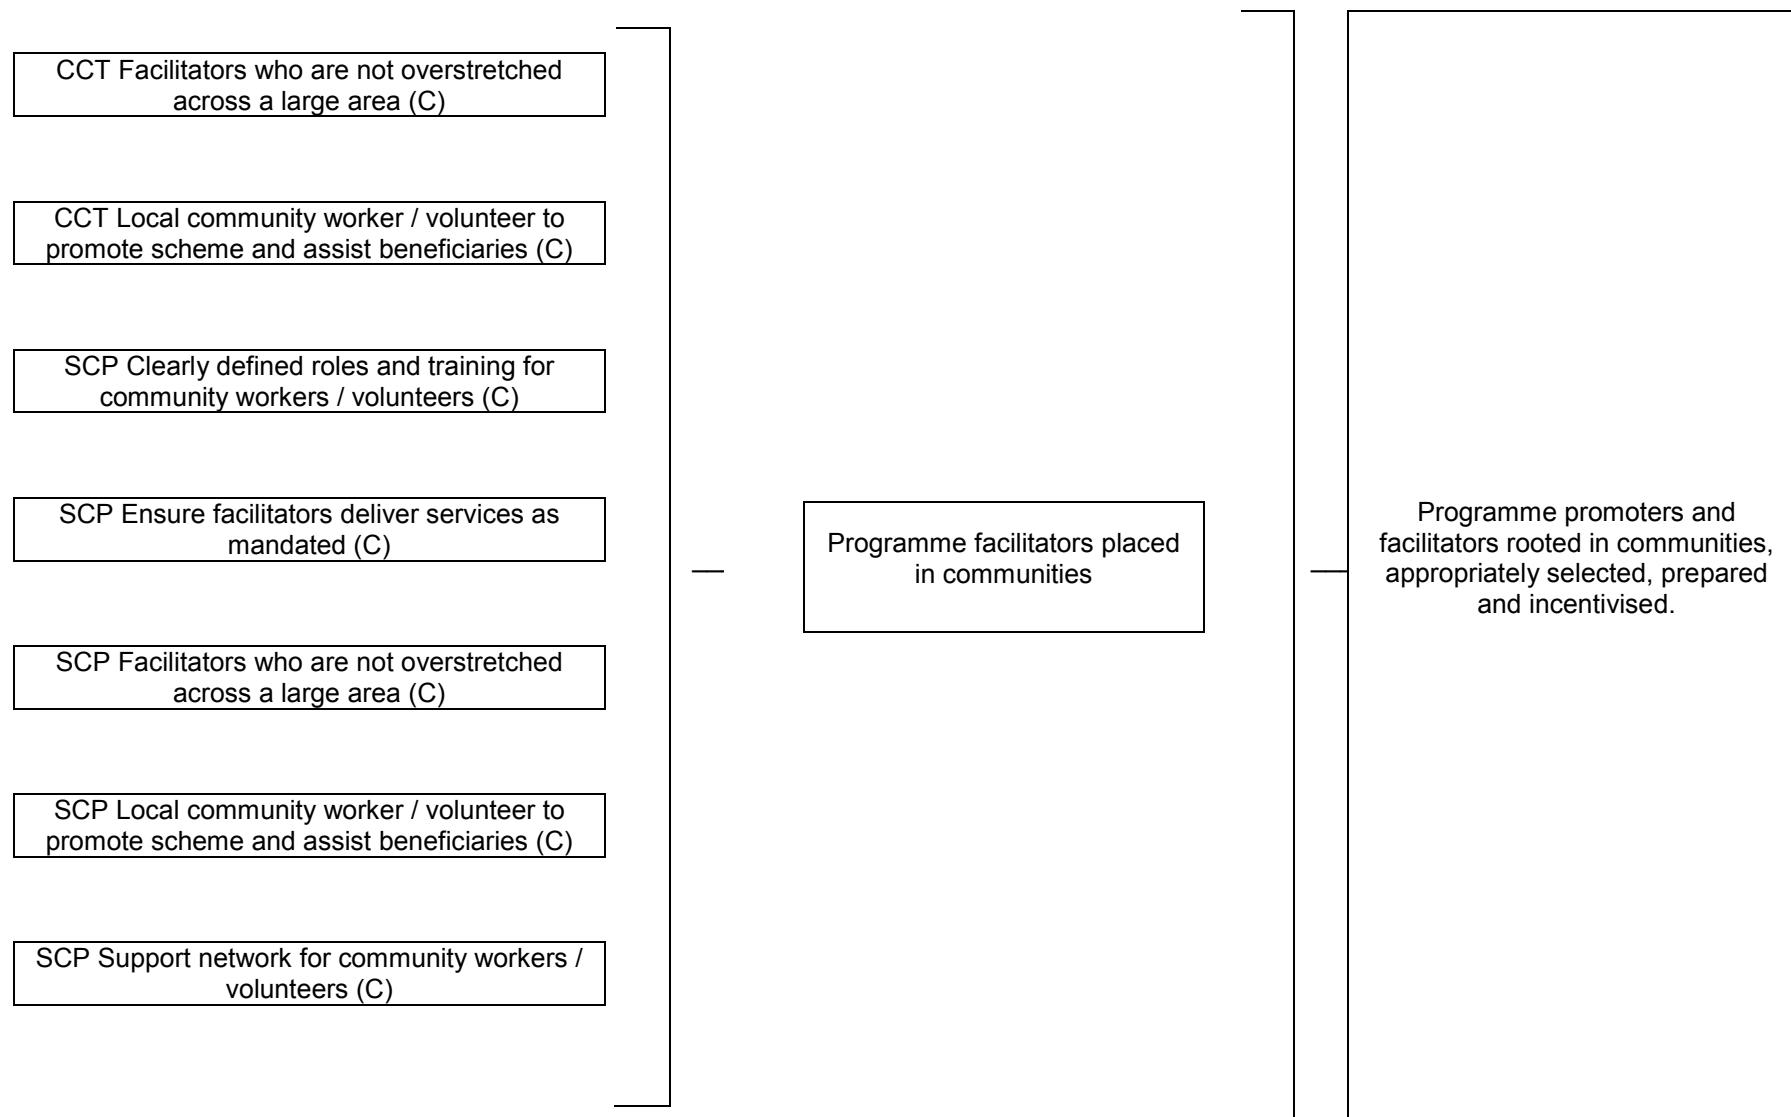 CCT Facilitators who are not overstretched
across a large area (C)
CCT Local community worker / volunteer to
promote scheme and assist beneficiaries (C)
SCP Clearly defined roles and training for
community workers / volunteers (C)
SCP Ensure facilitators deliver services as
mandated (C)
SCP Facilitators who are not overstretched
across a large area (C)
SCP Local community worker / volunteer to
promote scheme and assist beneficiaries (C)
SCP Support network for community workers /
volunteers (C)
Programme facilitators placed
in communities
Programme promoters and
facilitators rooted in communities,
appropriately selected, prepared
and incentivised.